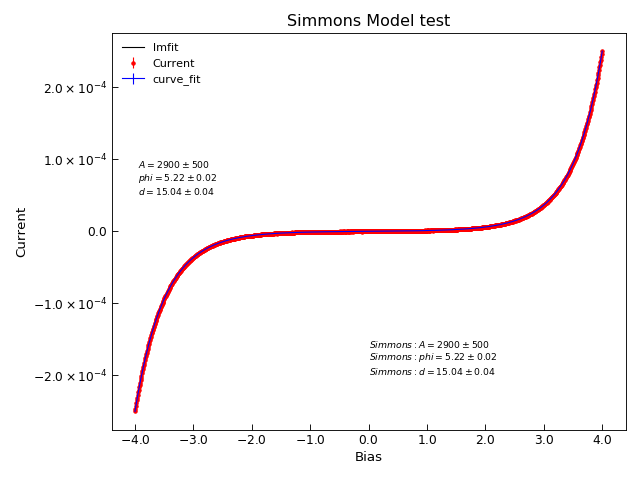 Simmons Model test
lmfit
Current
curve_fit
2.0 × 10⁻⁴
1.0 × 10⁻⁴
0.0
−1.0 × 10⁻⁴
−2.0 × 10⁻⁴
Current
A = 2900 ± 500
phi = 5.22 ± 0.02
d = 15.04 ± 0.04
Simmons: A = 2900 ± 500
Simmons: phi = 5.22 ± 0.02
Simmons: d = 15.04 ± 0.04
−4.0 −3.0 −2.0 −1.0 0.0 1.0 2.0 3.0 4.0
Bias